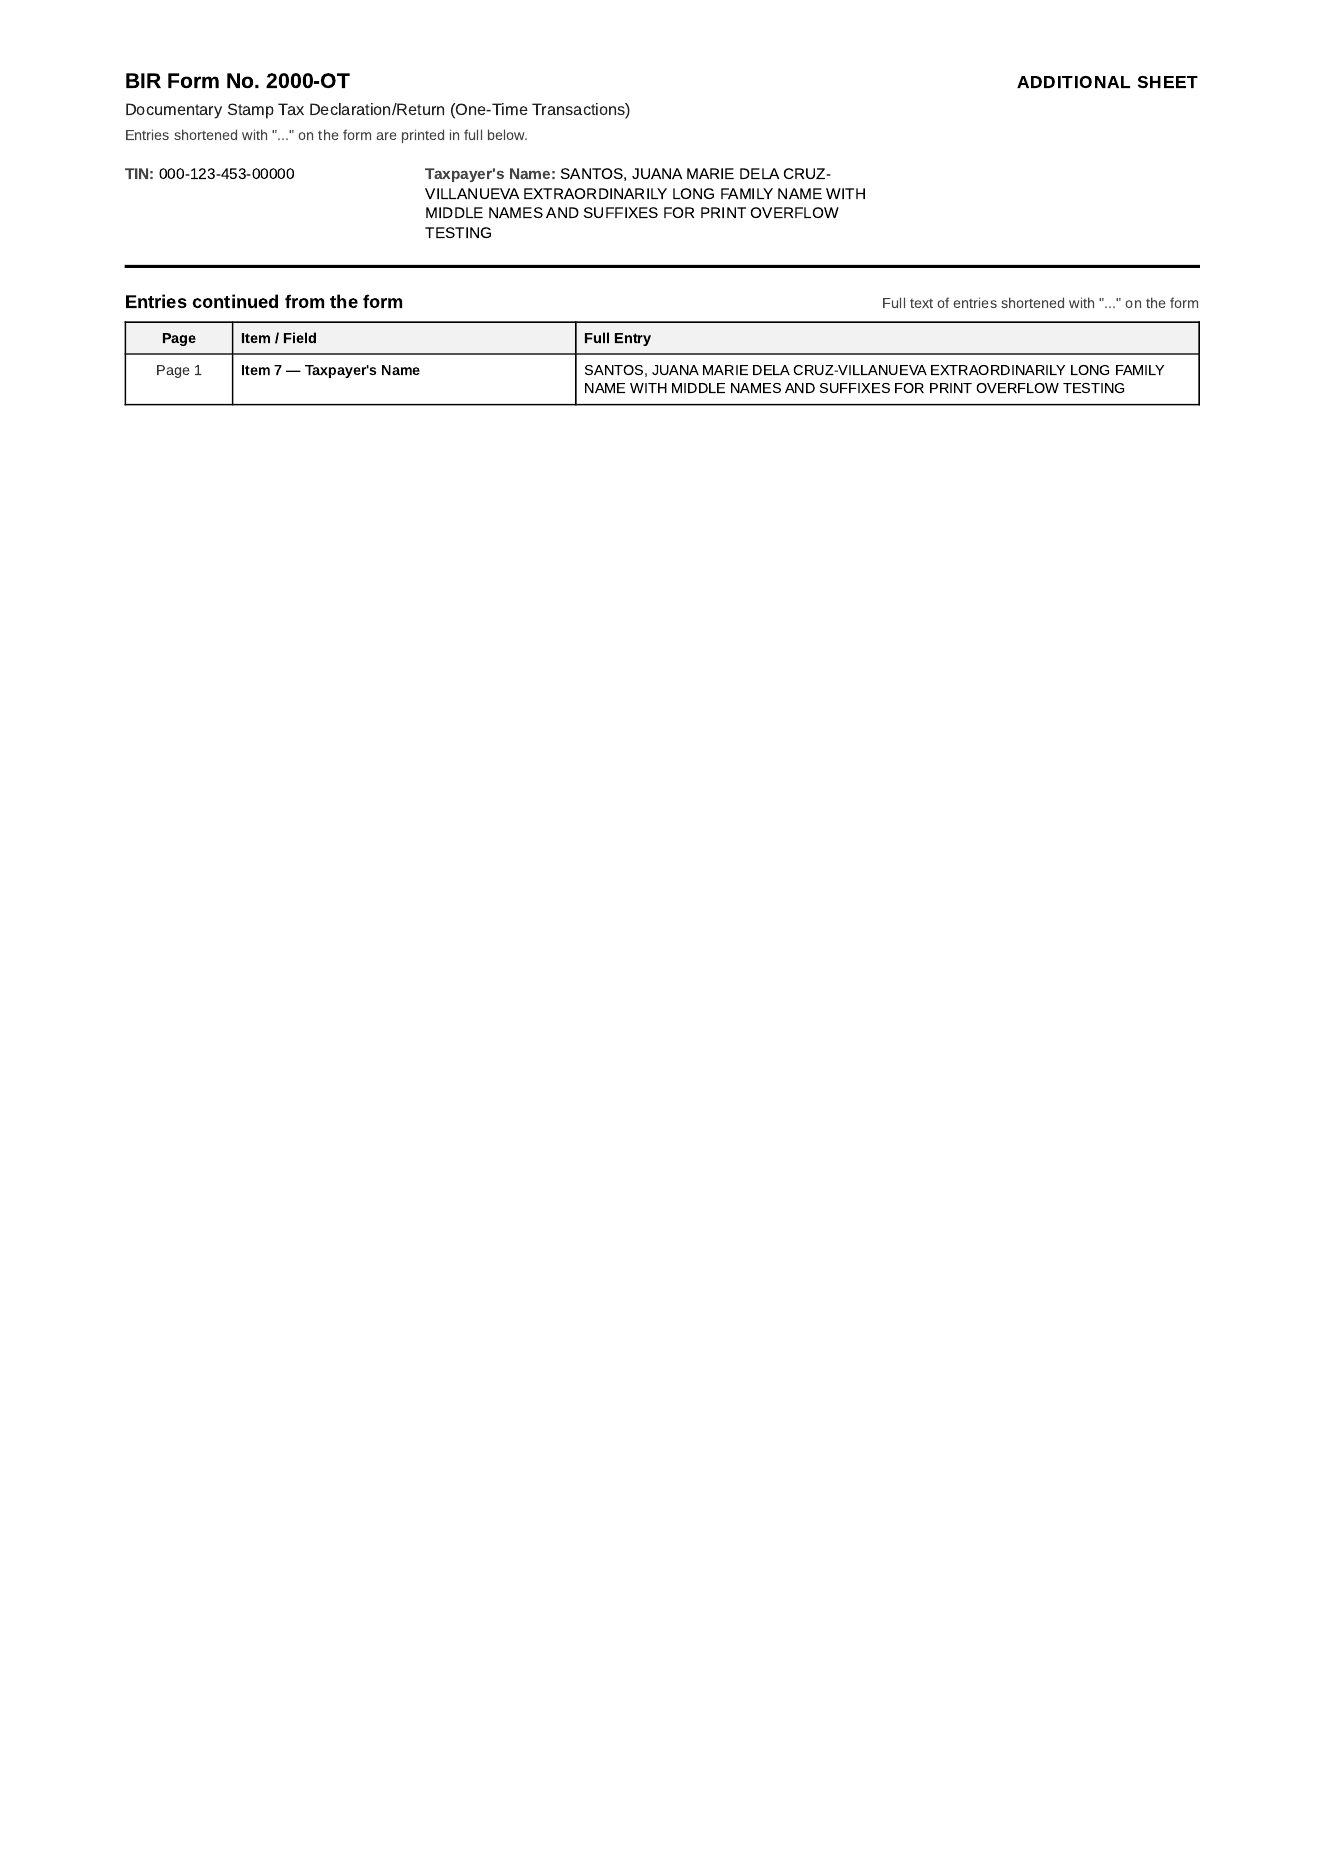 BIR Form No. 2000-OT
ADDITIONAL SHEET
Documentary Stamp Tax Declaration/Return (One-Time Transactions)
Entries shortened with "..." on the form are printed in full below.
TIN: 000-123-453-00000
Taxpayer's Name: SANTOS, JUANA MARIE DELA CRUZ-
VILLANUEVA EXTRAORDINARILY LONG FAMILY NAME WITH
MIDDLE NAMES AND SUFFIXES FOR PRINT OVERFLOW
TESTING
Entries continued from the form
Full text of entries shortened with "..." on the form
Page Item / Field Full Entry
Page 1 Item 7 — Taxpayer's Name SANTOS, JUANA MARIE DELA CRUZ-VILLANUEVA EXTRAORDINARILY LONG FAMILY
NAME WITH MIDDLE NAMES AND SUFFIXES FOR PRINT OVERFLOW TESTING